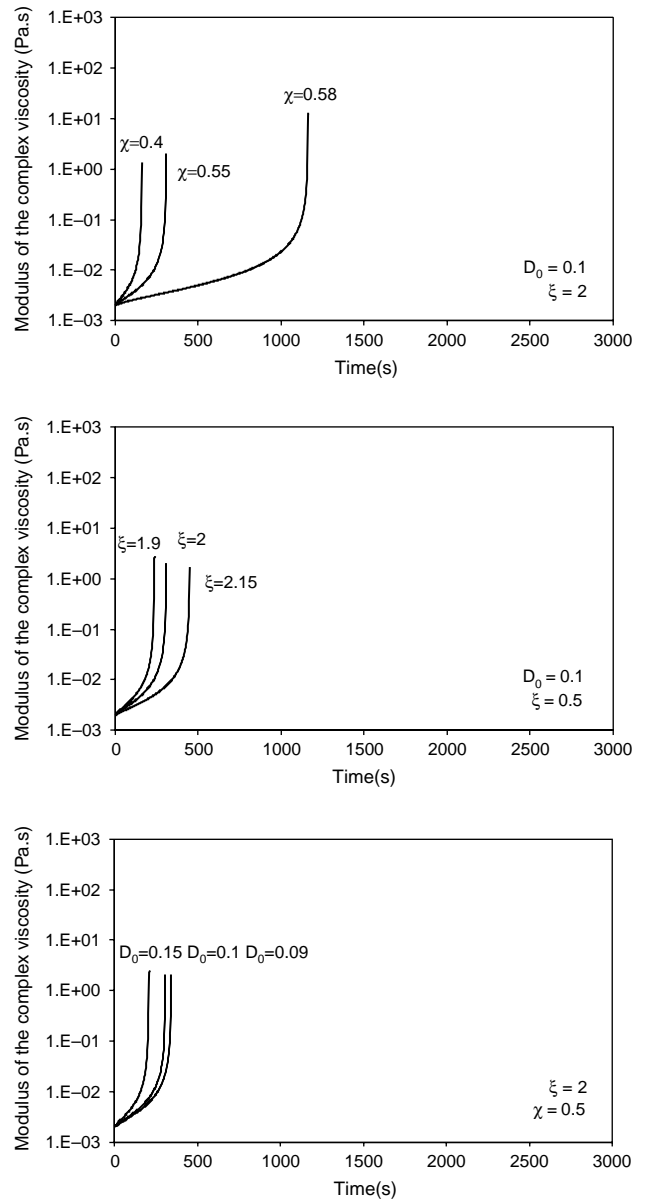 Modulus of the complex viscosity (Pa.s)
1.E+03
1.E+02
1.E+01
1.E+00
1.E−01
1.E−02
1.E−03
χ=0.4
χ=0.55
χ=0.58
D₀ = 0.1
ξ = 2
0 500 1000 1500 2000 2500 3000
Time(s)
Modulus of the complex viscosity (Pa.s)
1.E+03
1.E+02
1.E+01
1.E+00
1.E−01
1.E−02
1.E−03
ξ=1.9 ξ=2
ξ=2.15
D₀ = 0.1
ξ = 0.5
0 500 1000 1500 2000 2500 3000
Time(s)
Modulus of the complex viscosity (Pa.s)
1.E+03
1.E+02
1.E+01
1.E+00
1.E−01
1.E−02
1.E−03
D₀=0.15 D₀=0.1 D₀=0.09
ξ = 2
χ = 0.5
0 500 1000 1500 2000 2500 3000
Time(s)